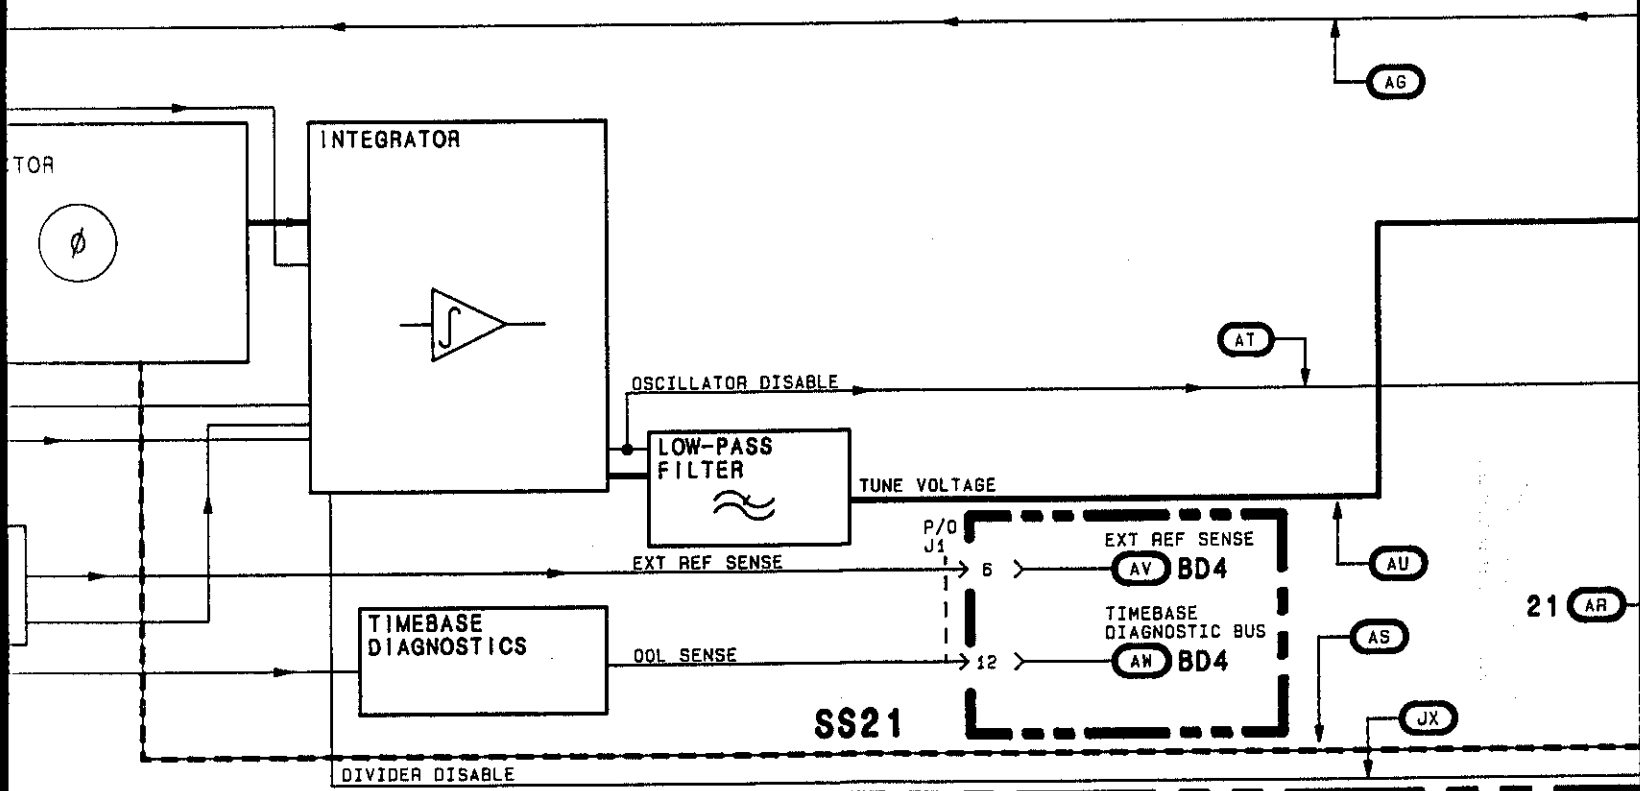 AG
INTEGRATOR
TOR
Ø
∫
AT
OSCILLATOR DISABLE
LOW-PASS
FILTER
TUNE VOLTAGE
P/O
J1
EXT REF SENSE
EXT REF SENSE
6
AV BD4
AU
21 AR
TIMEBASE
DIAGNOSTICS
TIMEBASE
DIAGNOSTIC BUS
AS
OOL SENSE
12
AW BD4
SS21
JX
DIVIDER DISABLE